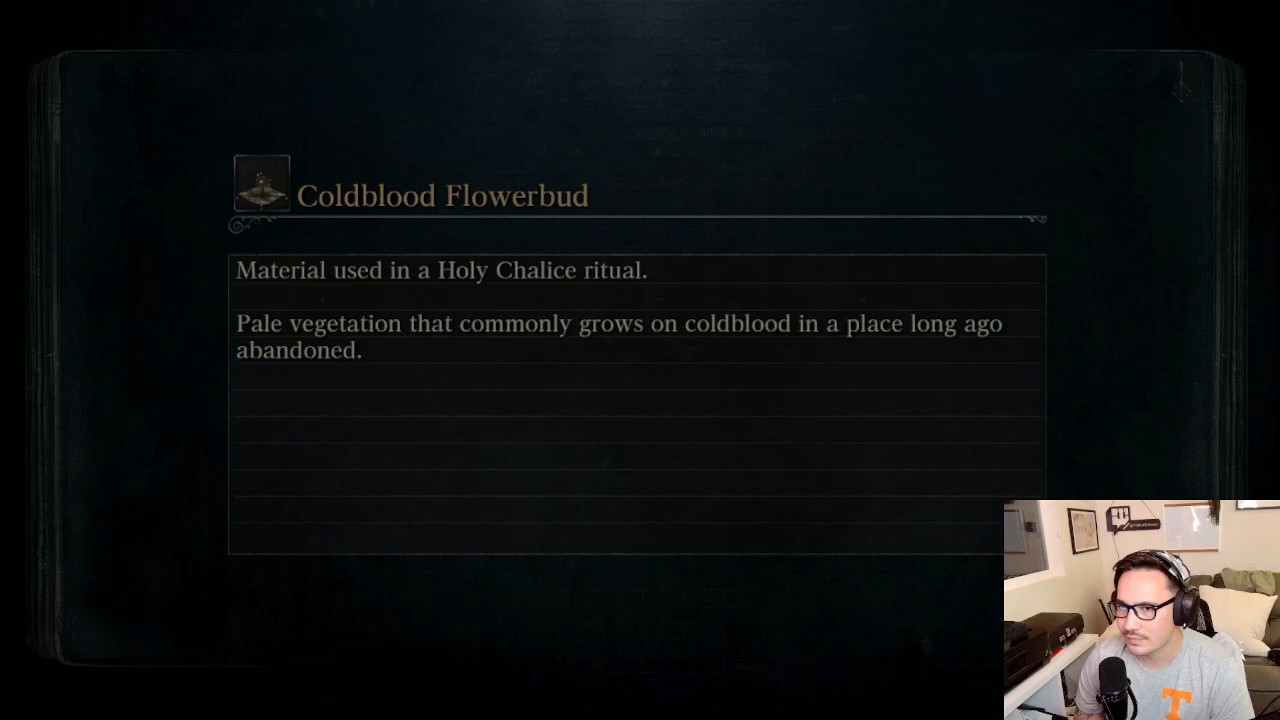 Coldblood Flowerbud
Material used in a Holy Chalice ritual.
Pale vegetation that commonly grows on coldblood in a place long ago
abandoned.
T